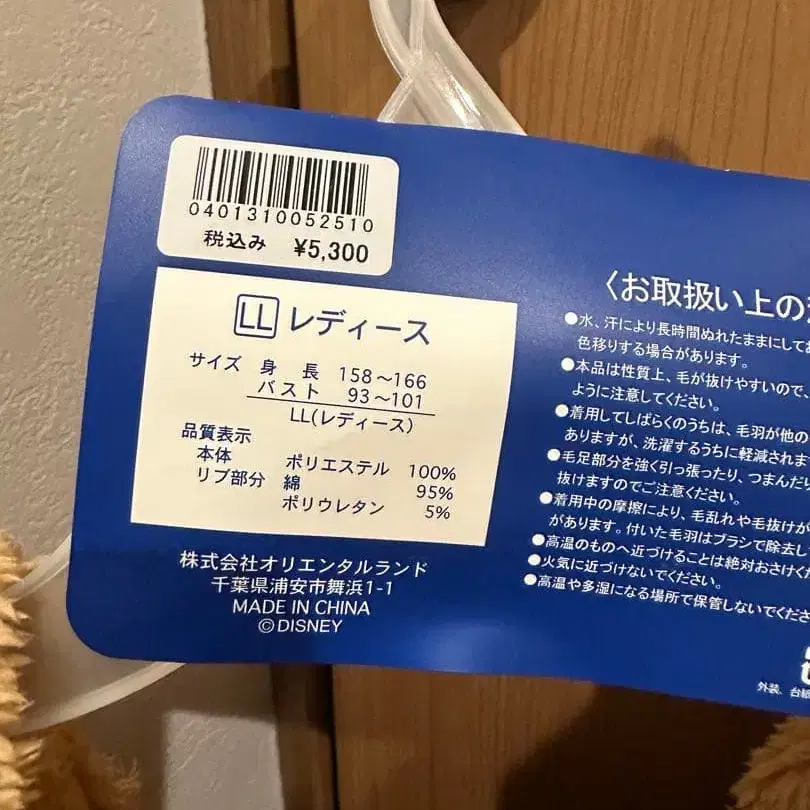 0401310052510
税込み ¥5,300
LL レディース
サイズ 身長 158～166
バスト 93～101
LL(レディース)
品質表示
本体 ポリエステル 100%
リブ部分 綿 95%
ポリウレタン 5%
株式会社オリエンタルランド
千葉県浦安市舞浜1-1
MADE IN CHINA
©DISNEY
〈お取扱い上の
●水、汗により長時間ぬれたままにしてお
色移りする場合があります。
●本品は性質上、毛が抜けやすいので、
ように注意してください。
●着用してしばらくのうちは、毛羽が他の
ありますが、洗濯するうちに軽減されま
●毛足部分を強く引っ張ったり、つまんだり
抜けますのでご注意ください。
●着用中の摩擦により、毛乱れや毛抜けが
があります。付いた毛羽はブラシで除去し
●高温のものへ近づけることは絶対おさけくだ
●火気に近づけないでください。
●高温や多湿になる場所で保管しないでくださ
外装、台紙